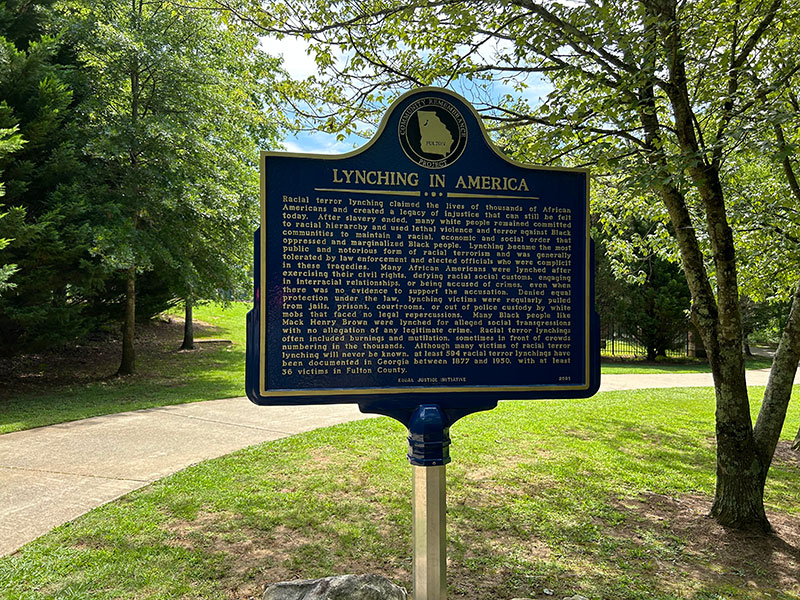 COMMUNITY REMEMBRANCE
FULTON
PROJECT
LYNCHING IN AMERICA
Racial terror lynching claimed the lives of thousands of African
Americans and created a legacy of injustice that can still be felt
today. After slavery ended, many white people remained committed
to racial hierarchy and used lethal violence and terror against Black
communities to maintain a racial, economic and social order that
oppressed and marginalized Black people. Lynching became the most
public and notorious form of racial terrorism and was generally
tolerated by law enforcement and elected officials who were complicit
in these tragedies. Many African Americans were lynched after
exercising their civil rights, defying racial social customs, engaging
in interracial relationships, or being accused of crimes, even when
there was no evidence to support the accusation. Denied equal
protection under the law, lynching victims were regularly pulled
from jails, prisons, courtrooms, or out of police custody by white
mobs that faced no legal repercussions. Many Black people like
Mack Henry Brown were lynched for alleged social transgressions
with no allegation of any legitimate crime. Racial terror lynchings
often included burnings and mutilation, sometimes in front of crowds
numbering in the thousands. Although many victims of racial terror
lynching will never be known, at least 594 racial terror lynchings have
been documented in Georgia between 1877 and 1950, with at least
36 victims in Fulton County.
EQUAL JUSTICE INITIATIVE 2021